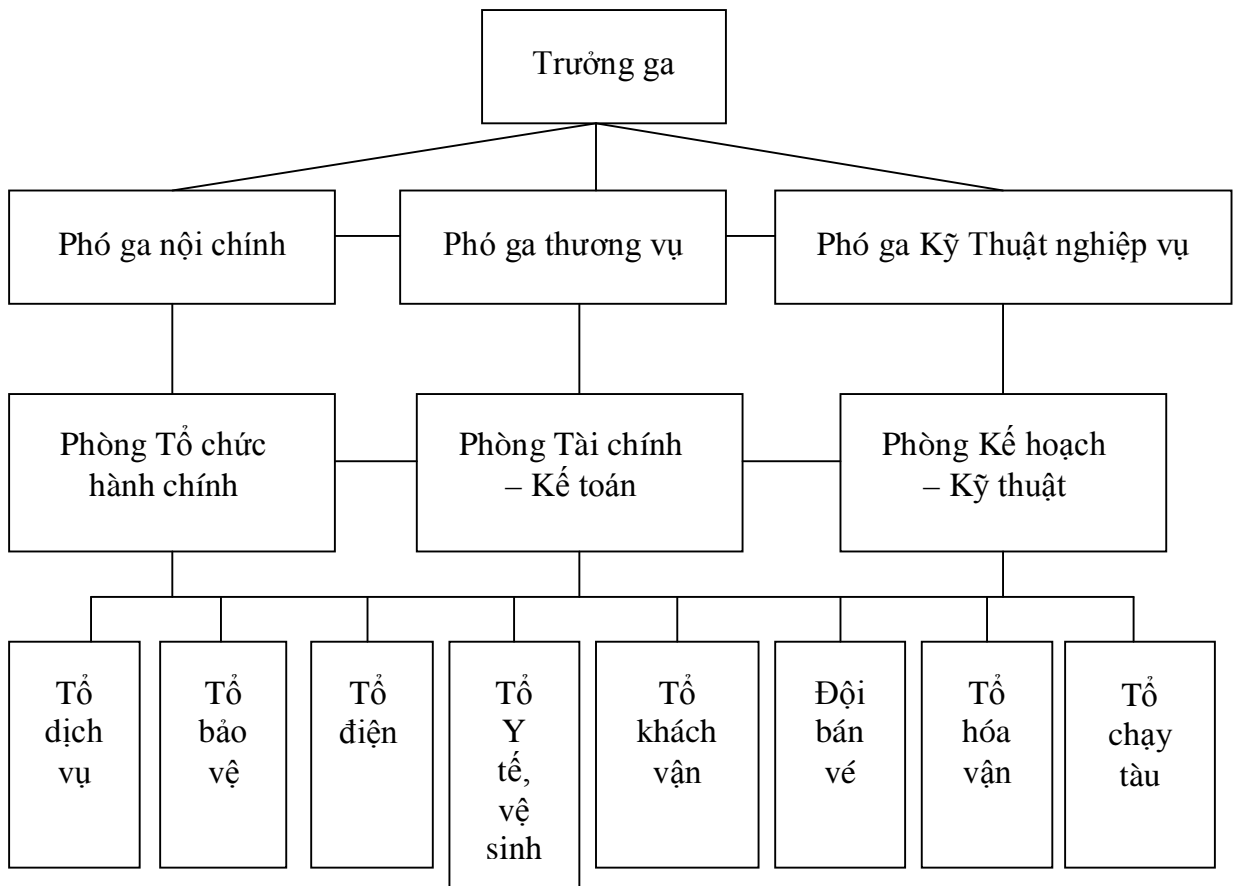 Trưởng ga
Phó ga nội chính
Phó ga thương vụ
Phó ga Kỹ Thuật nghiệp vụ
Phòng Tổ chức
hành chính
Phòng Tài chính
– Kế toán
Phòng Kế hoạch
– Kỹ thuật
Tổ
dịch
vụ
Tổ
bảo
vệ
Tổ
điện
Tổ
Y
tế,
vệ
sinh
Tổ
khách
vận
Đội
bán
vé
Tổ
hóa
vận
Tổ
chạy
tàu